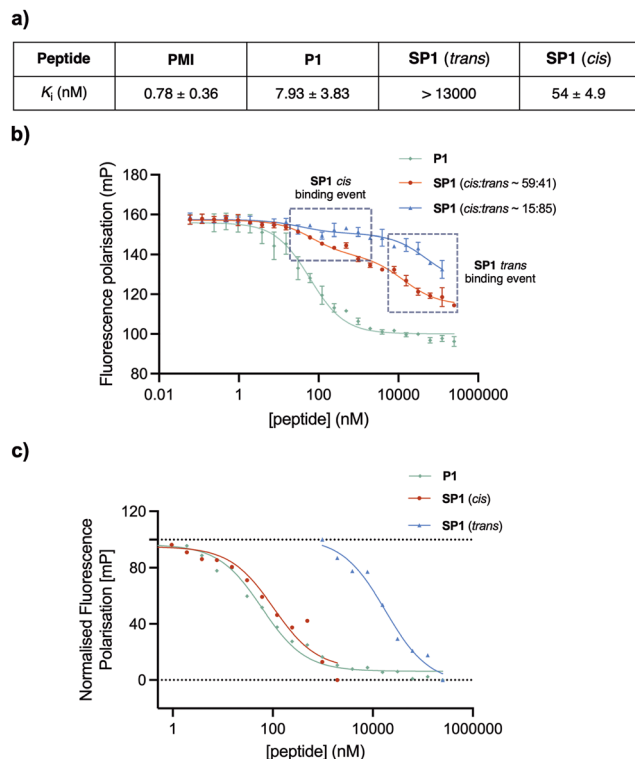 a)
Peptide PMI P1 SP1 (trans) SP1 (cis)
Ki (nM) 0.78 ± 0.36 7.93 ± 3.83 > 13000 54 ± 4.9
b)
P1
SP1 (cis:trans ~ 59:41)
SP1 (cis:trans ~ 15:85)
SP1 cis
binding event
SP1 trans
binding event
Fluorescence polarisation (mP)
180
160
140
120
100
80
0.01 1 100 10000 1000000
[peptide] (nM)
c)
P1
SP1 (cis)
SP1 (trans)
Normalised Fluorescence
Polarisation [mP]
120
80
40
0
1 100 10000 1000000
[peptide] (nM)